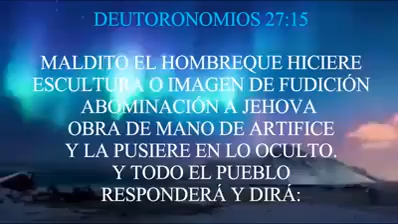 DEUTORONOMIOS 27:15
MALDITO EL HOMBREQUE HICIERE
ESCULTURA O IMAGEN DE FUDICIÓN
ABOMINACIÓN A JEHOVA
OBRA DE MANO DE ARTIFICE
Y LA PUSIERE EN LO OCULTO.
Y TODO EL PUEBLO
RESPONDERÁ Y DIRÁ: